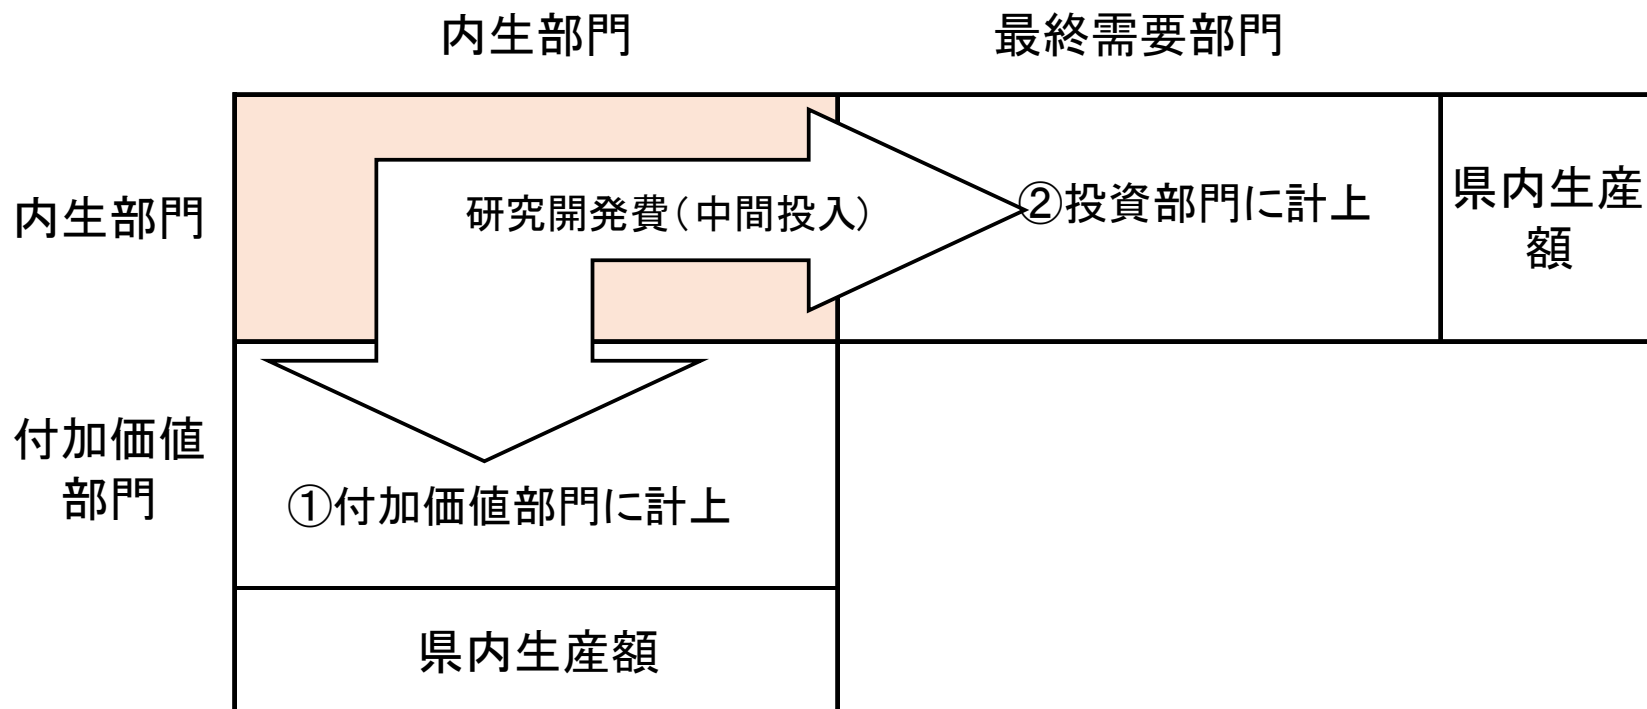 内生部門
最終需要部門
内生部門
研究開発費(中間投入)
②投資部門に計上
県内生産
額
付加価値
部門
①付加価値部門に計上
県内生産額